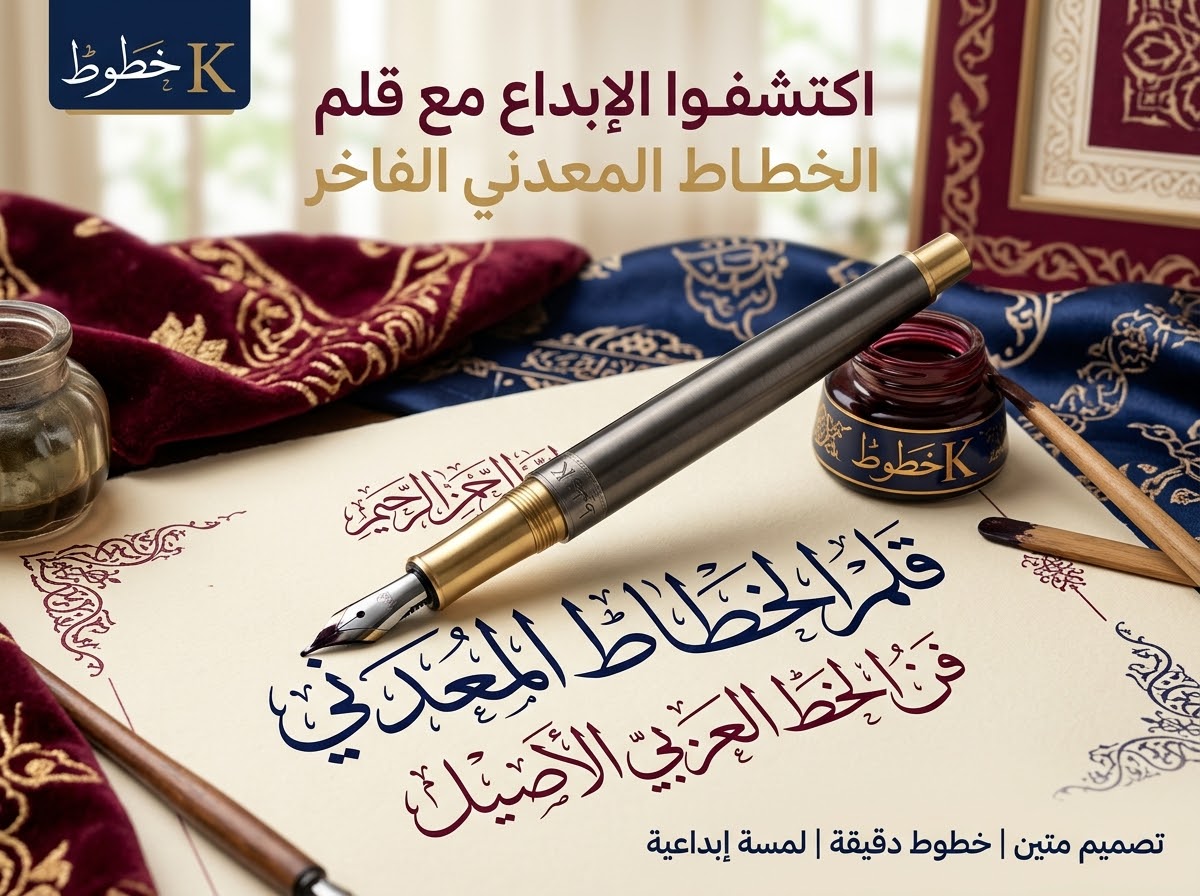 K خطوط
اكتشفوا الإبداع مع قلم
الخطاط المعدني الفاخر
K خطوط
الرحمن الرحيم
قلم الخطاط المعدني
فن الخط العربي الأصيل
تصميم متين | خطوط دقيقة | لمسة إبداعية